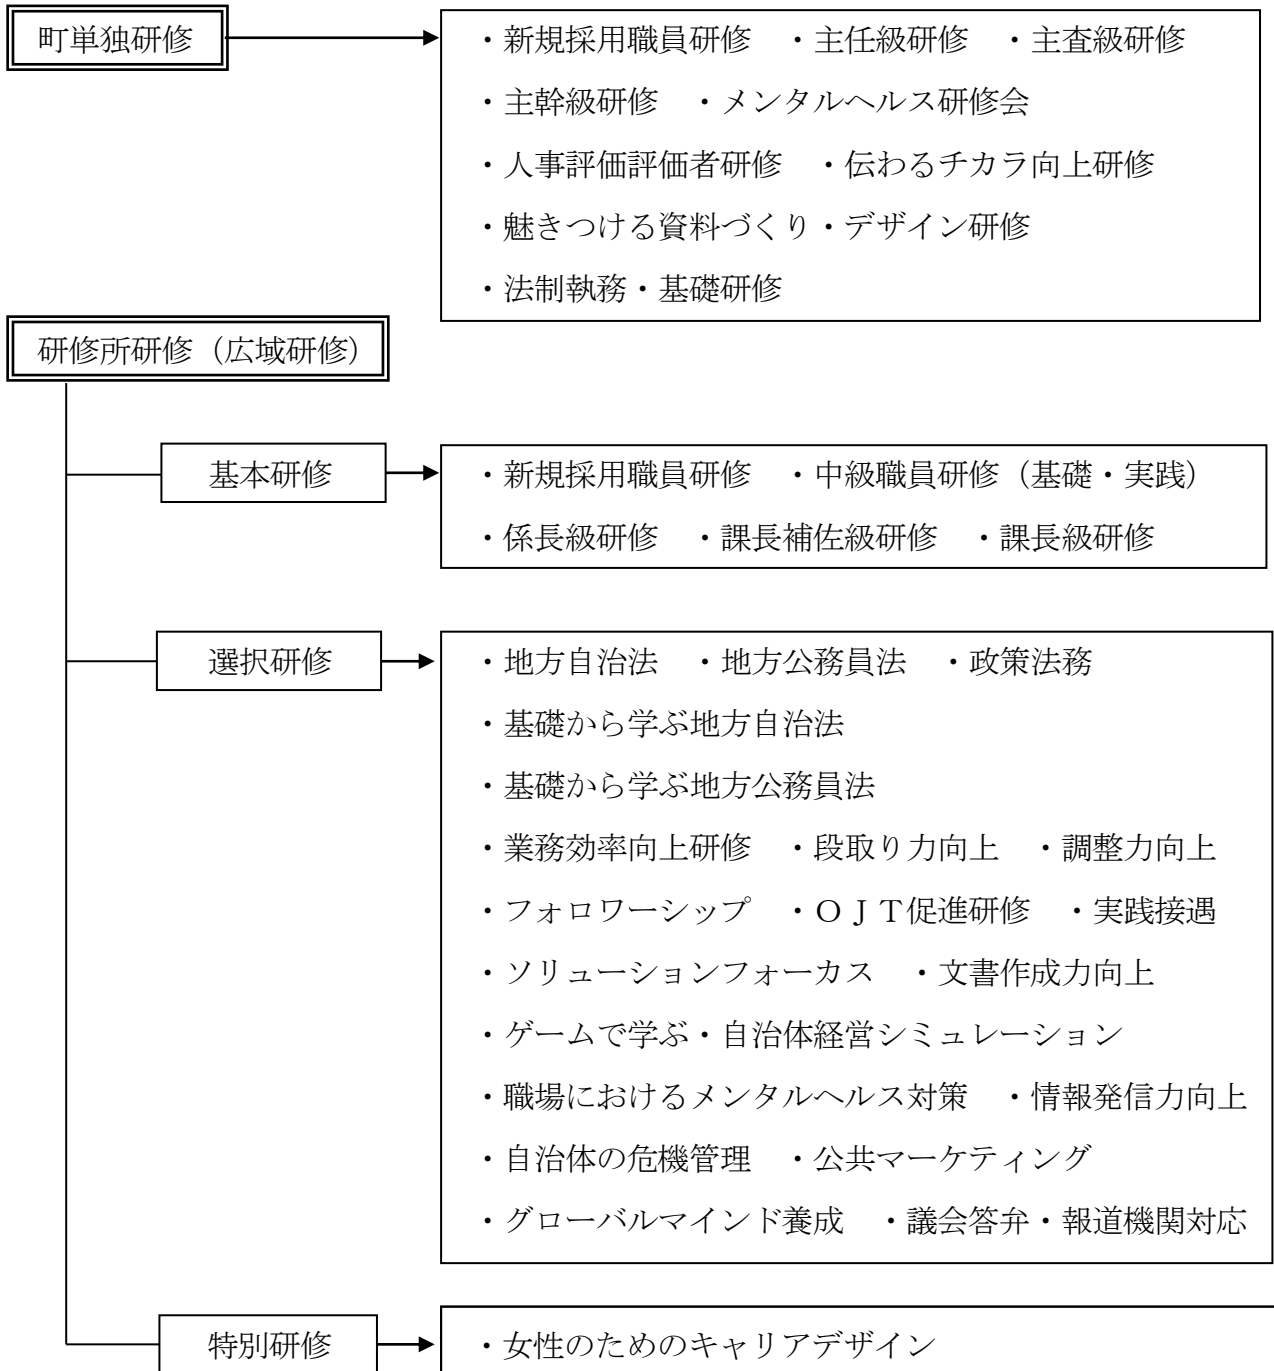 町単独研修
・新規採用職員研修　・主任級研修　・主査級研修
・主幹級研修　・メンタルヘルス研修会
・人事評価評価者研修　・伝わるチカラ向上研修
・魅きつける資料づくり・デザイン研修
・法制執務・基礎研修
研修所研修（広域研修）
基本研修
・新規採用職員研修　・中級職員研修（基礎・実践）
・係長級研修　・課長補佐級研修　・課長級研修
選択研修
・地方自治法　・地方公務員法　・政策法務
・基礎から学ぶ地方自治法
・基礎から学ぶ地方公務員法
・業務効率向上研修　・段取り力向上　・調整力向上
・フォロワーシップ　・ＯＪＴ促進研修　・実践接遇
・ソリューションフォーカス　・文書作成力向上
・ゲームで学ぶ・自治体経営シミュレーション
・職場におけるメンタルヘルス対策　・情報発信力向上
・自治体の危機管理　・公共マーケティング
・グローバルマインド養成　・議会答弁・報道機関対応
特別研修
・女性のためのキャリアデザイン